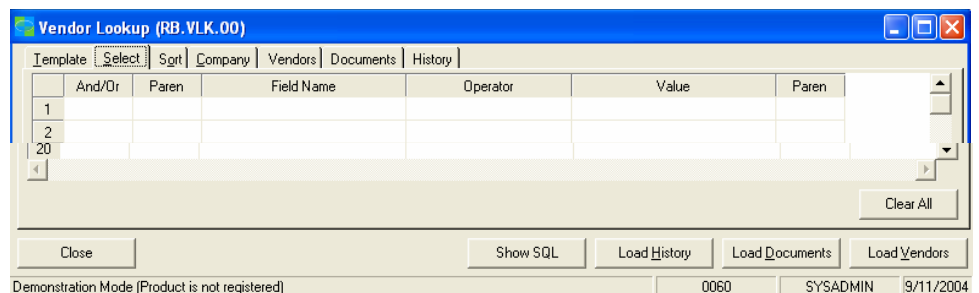 Vendor Lookup (RB.VLK.00)
Template Select Sort Company Vendors Documents History
And/Or Paren Field Name Operator Value Paren
1
2
20
Clear All
Close Show SQL Load History Load Documents Load Vendors
Demonstration Mode (Product is not registered) 0060 SYSADMIN 9/11/2004